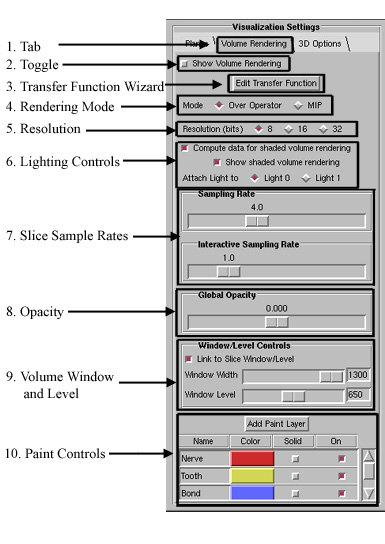 Visualization Settings
1. Tab
Planes
Volume Rendering
3D Options
2. Toggle
Show Volume Rendering
3. Transfer Function Wizard
Edit Transfer Function
4. Rendering Mode
Mode
Over Operator
MIP
5. Resolution
Resolution (bits)
8
16
32
6. Lighting Controls
Compute data for shaded volume rendering
Show shaded volume rendering
Attach Light to
Light 0
Light 1
Sampling Rate
4.0
7. Slice Sample Rates
Interactive Sampling Rate
1.0
Global Opacity
8. Opacity
0.000
Window/Level Controls
Link to Slice Window/Level
9. Volume Window
and Level
Window Width
1300
Window Level
650
Add Paint Layer
Name
Color
Solid
On
10. Paint Controls
Nerve
Tooth
Bond